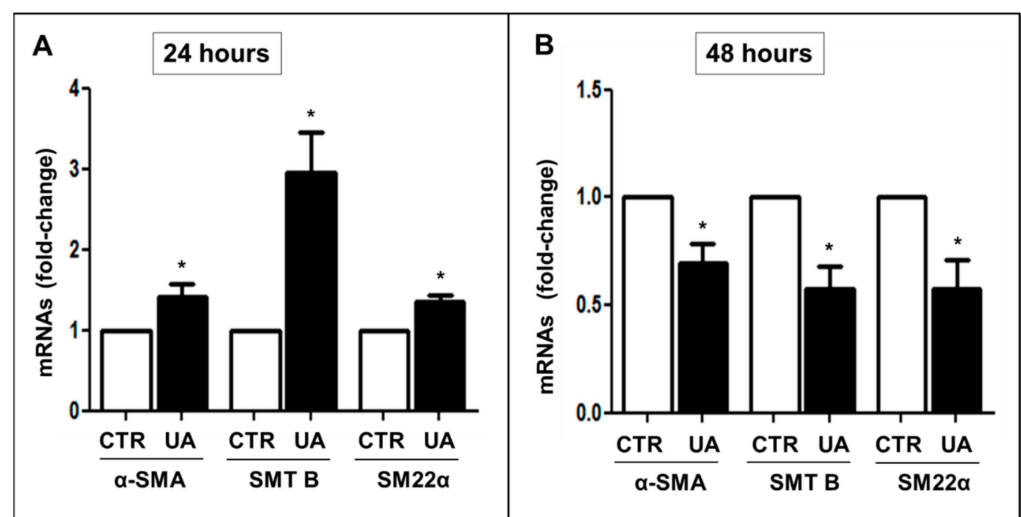 A
24 hours
mRNAs (fold-change)
4
3
2
1
0
*
*
*
CTR UA CTR UA CTR UA
α-SMA SMT B SM22α
B
48 hours
mRNAs (fold-change)
1.5
1.0
0.5
0.0
*
*
*
CTR UA CTR UA CTR UA
α-SMA SMT B SM22α